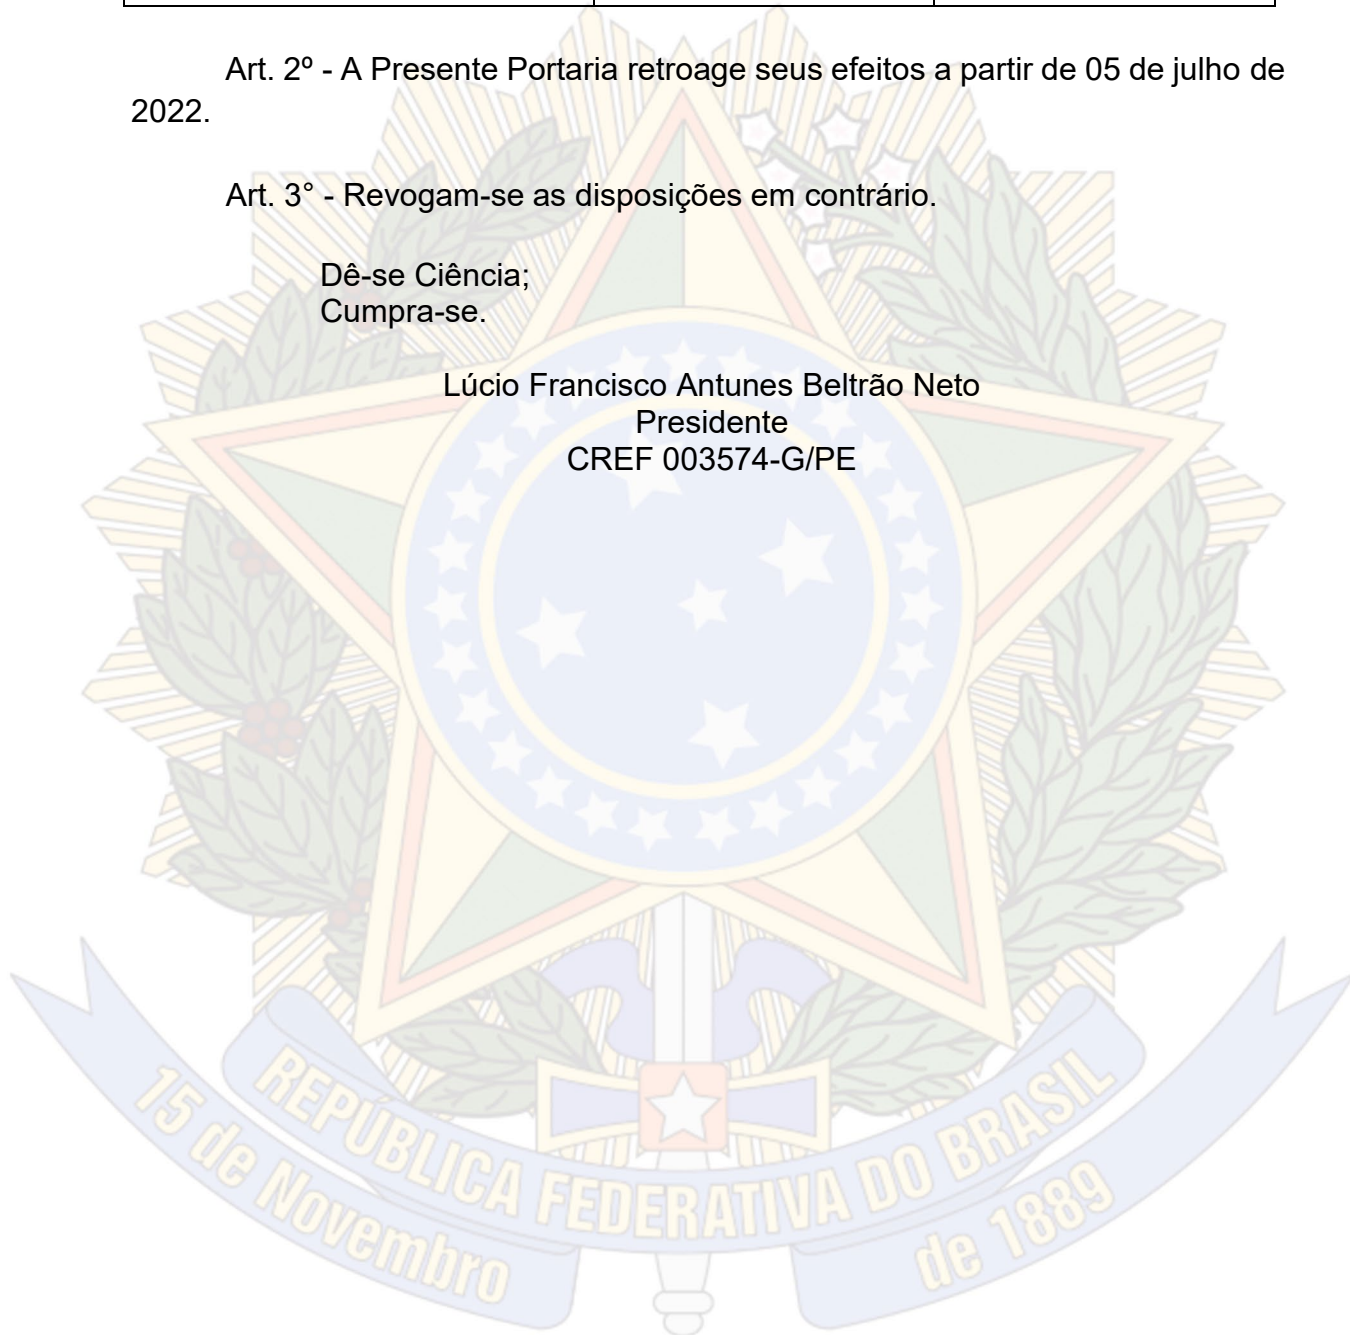 Art. 2º - A Presente Portaria retroage seus efeitos a partir de 05 de julho de
2022.
Art. 3° - Revogam-se as disposições em contrário.
Dê-se Ciência;
Cumpra-se.
Lúcio Francisco Antunes Beltrão Neto
Presidente
CREF 003574-G/PE
REPÚBLICA FEDERATIVA DO BRASIL
15 de Novembro
de 1889